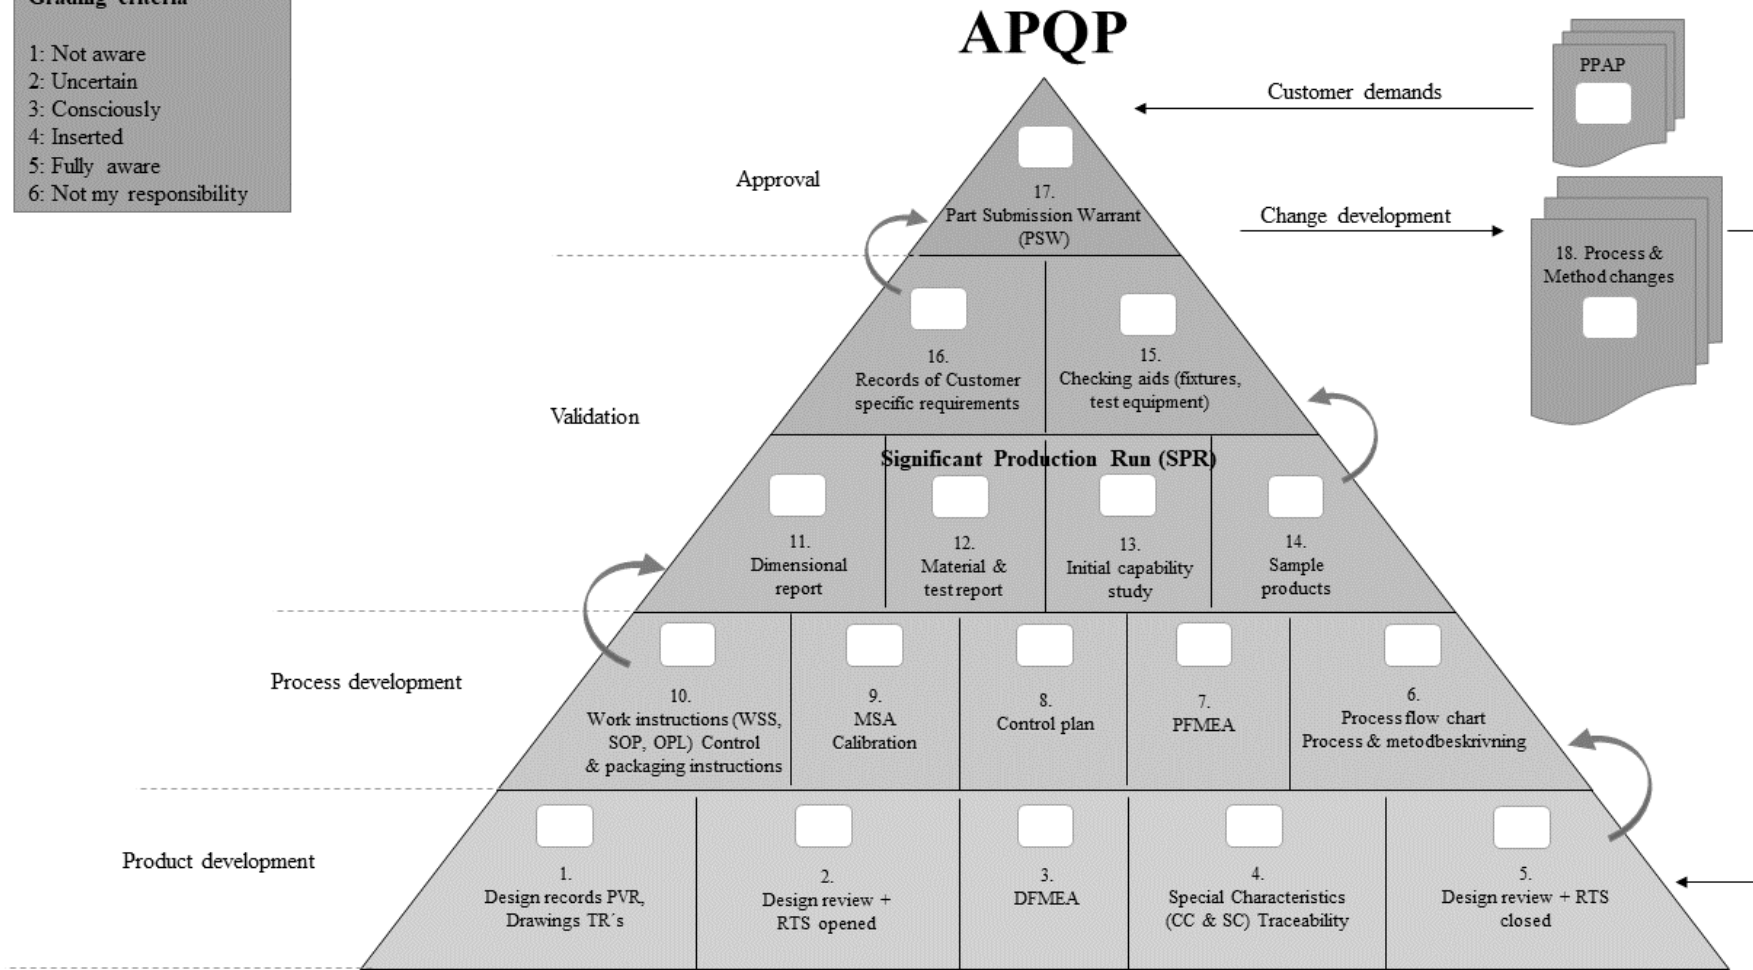 Grading criteria
1: Not aware
2: Uncertain
3: Consciously
4: Inserted
5: Fully aware
6: Not my responsibility
APQP
PPAP
Customer demands
Approval
17.
Part Submission Warrant
(PSW)
Change development
18. Process &
Method changes
16.
Records of Customer
specific requirements
15.
Checking aids (fixtures,
test equipment)
Validation
Significant Production Run (SPR)
11.
Dimensional
report
12.
Material &
test report
13.
Initial capability
study
14.
Sample
products
Process development
10.
Work instructions (WSS,
SOP, OPL) Control
& packaging instructions
9.
MSA
Calibration
8.
Control plan
7.
PFMEA
6.
Process flow chart
Process & metodbeskrivning
Product development
1.
Design records PVR,
Drawings TR´s
2.
Design review +
RTS opened
3.
DFMEA
4.
Special Characteristics
(CC & SC) Traceability
5.
Design review + RTS
closed